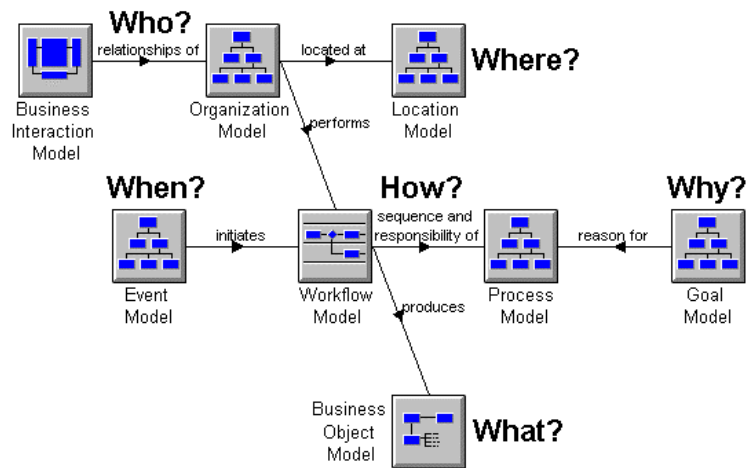 Who?
relationships of
located at
Where?
Business
Interaction
Model
Organization
Model
Location
Model
performs
When?
How?
Why?
initiates
sequence and
responsibility of
reason for
Event
Model
Workflow
Model
Process
Model
Goal
Model
produces
Business
Object
Model
What?